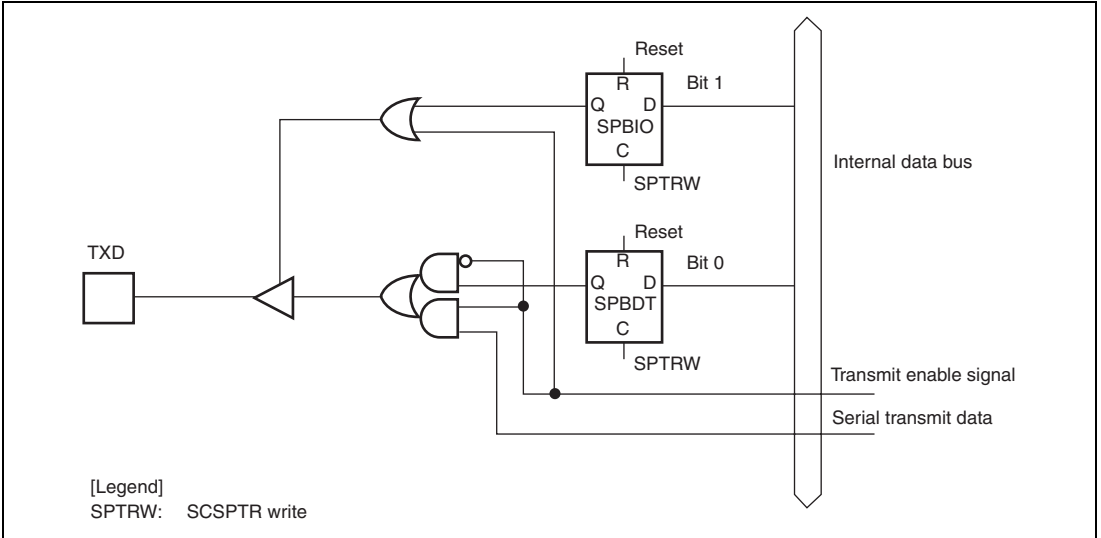 Reset
R
Bit 1
Q
D
SPBIO
C
SPTRW
Internal data bus
Reset
TXD
R
Bit 0
Q
D
SPBDT
C
SPTRW
Transmit enable signal
Serial transmit data
[Legend]
SPTRW: SCSPTR write